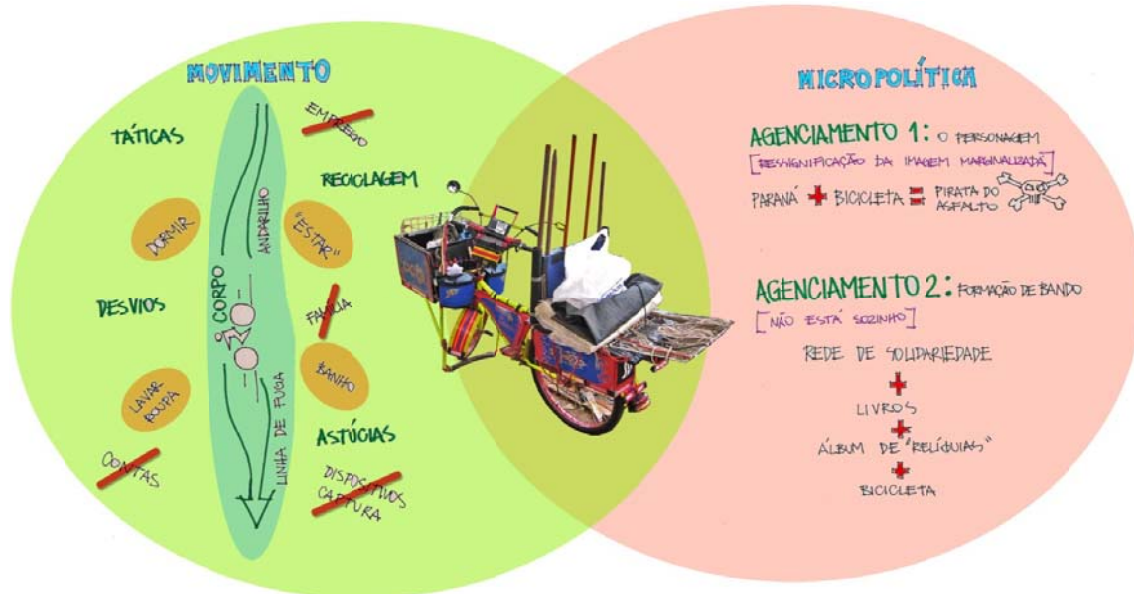 MOVIMENTO
TÁTICAS
EMPREGO
RECICLAGEM
DORMIR
ANDARILHO
"ESTAR"
CORPO
DESVIOS
FAMÍLIA
BANHO
LAVAR
ROUPA
LINHA DE FUGA
ASTÚCIAS
CONTAS
DISPOSITIVOS
CAPTURA
MICROPOLÍTICA
AGENCIAMENTO 1: O PERSONAGEM
[RESSIGNIFICAÇÃO DA IMAGEM MARGINALIZADA]
PARANÁ + BICICLETA = PIRATA DO
ASFALTO
AGENCIAMENTO 2: FORMAÇÃO DE BANDO
[NÃO ESTÁ SOZINHO]
REDE DE SOLIDARIEDADE
+
LIVROS
+
ÁLBUM DE "RELÍQUIAS"
+
BICICLETA